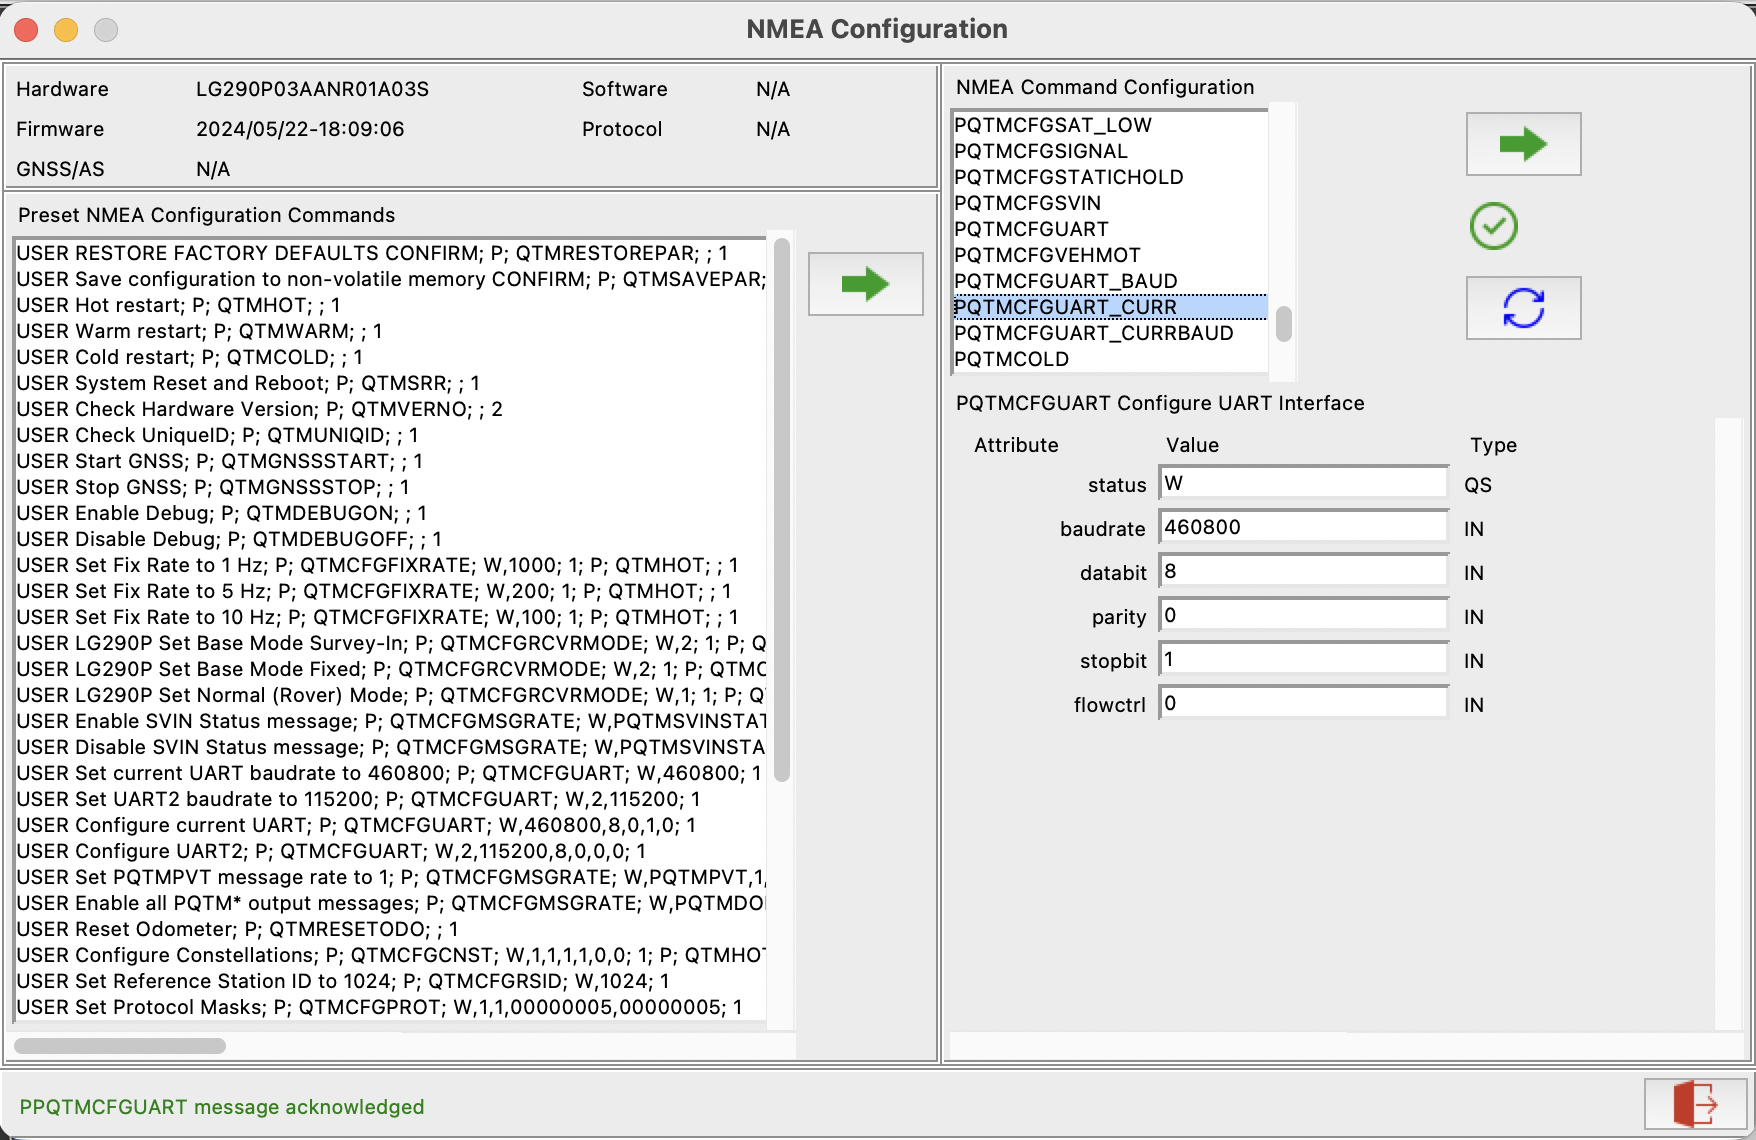 NMEA Configuration
Hardware LG290P03AANR01A03S Software N/A
Firmware 2024/05/22-18:09:06 Protocol N/A
GNSS/AS N/A
Preset NMEA Configuration Commands
USER RESTORE FACTORY DEFAULTS CONFIRM; P; QTMRESTOREPAR; ; 1
USER Save configuration to non-volatile memory CONFIRM; P; QTMSAVEPAR;
USER Hot restart; P; QTMHOT; ; 1
USER Warm restart; P; QTMWARM; ; 1
USER Cold restart; P; QTMCOLD; ; 1
USER System Reset and Reboot; P; QTMSRR; ; 1
USER Check Hardware Version; P; QTMVERNO; ; 2
USER Check UniqueID; P; QTMUNIQID; ; 1
USER Start GNSS; P; QTMGNSSSTART; ; 1
USER Stop GNSS; P; QTMGNSSSTOP; ; 1
USER Enable Debug; P; QTMDEBUGON; ; 1
USER Disable Debug; P; QTMDEBUGOFF; ; 1
USER Set Fix Rate to 1 Hz; P; QTMCFGFIXRATE; W,1000; 1; P; QTMHOT; ; 1
USER Set Fix Rate to 5 Hz; P; QTMCFGFIXRATE; W,200; 1; P; QTMHOT; ; 1
USER Set Fix Rate to 10 Hz; P; QTMCFGFIXRATE; W,100; 1; P; QTMHOT; ; 1
USER LG290P Set Base Mode Survey-In; P; QTMCFGRCVRMODE; W,2; 1; P; Q
USER LG290P Set Base Mode Fixed; P; QTMCFGRCVRMODE; W,2; 1; P; QTMC
USER LG290P Set Normal (Rover) Mode; P; QTMCFGRCVRMODE; W,1; 1; P; Q
USER Enable SVIN Status message; P; QTMCFGMSGRATE; W,PQTMSVINSTAT
USER Disable SVIN Status message; P; QTMCFGMSGRATE; W,PQTMSVINSTA
USER Set current UART baudrate to 460800; P; QTMCFGUART; W,460800; 1
USER Set UART2 baudrate to 115200; P; QTMCFGUART; W,2,115200; 1
USER Configure current UART; P; QTMCFGUART; W,460800,8,0,1,0; 1
USER Configure UART2; P; QTMCFGUART; W,2,115200,8,0,0,0; 1
USER Set PQTMPVT message rate to 1; P; QTMCFGMSGRATE; W,PQTMPVT,1,
USER Enable all PQTM* output messages; P; QTMCFGMSGRATE; W,PQTMDO
USER Reset Odometer; P; QTMRESETODO; ; 1
USER Configure Constellations; P; QTMCFGCNST; W,1,1,1,1,0,0; 1; P; QTMHOT
USER Set Reference Station ID to 1024; P; QTMCFGRSID; W,1024; 1
USER Set Protocol Masks; P; QTMCFGPROT; W,1,1,00000005,00000005; 1
NMEA Command Configuration
PQTMCFGSAT_LOW
PQTMCFGSIGNAL
PQTMCFGSTATICHOLD
PQTMCFGSVIN
PQTMCFGUART
PQTMCFGVEHMOT
PQTMCFGUART_BAUD
PQTMCFGUART_CURR
PQTMCFGUART_CURRBAUD
PQTMCOLD
PQTMCFGUART Configure UART Interface
Attribute Value Type
status W QS
baudrate 460800 IN
databit 8 IN
parity 0 IN
stopbit 1 IN
flowctrl 0 IN
PPQTMCFGUART message acknowledged